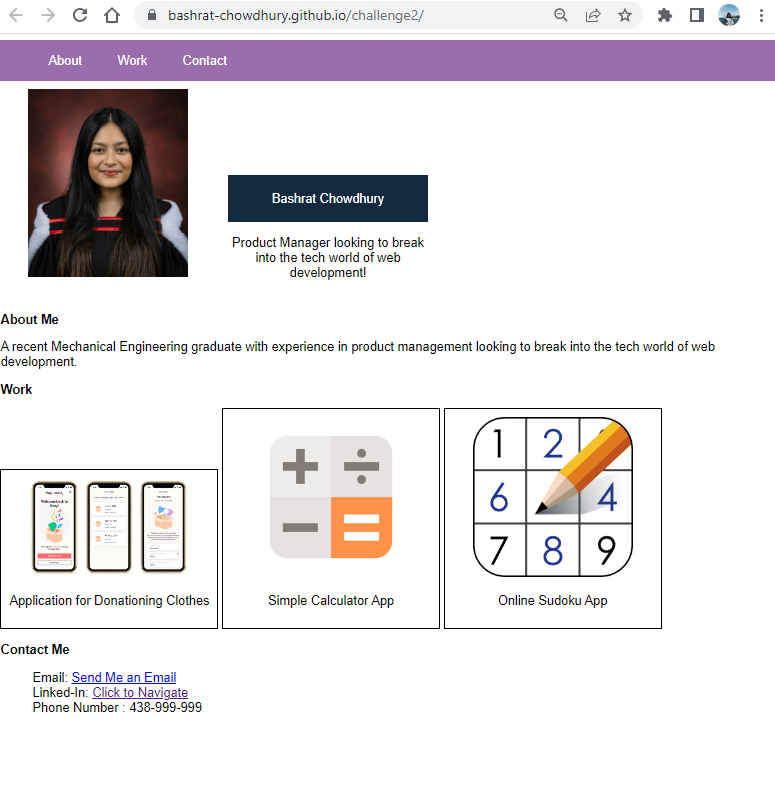 bashrat-chowdhury.github.io/challenge2/
About Work Contact
Bashrat Chowdhury
Product Manager looking to break
into the tech world of web
development!
About Me
A recent Mechanical Engineering graduate with experience in product management looking to break into the tech world of web
development.
Work
1 2
6 4
7 8 9
Application for Donationing Clothes
Simple Calculator App
Online Sudoku App
Contact Me
Email: Send Me an Email
Linked-In: Click to Navigate
Phone Number : 438-999-999